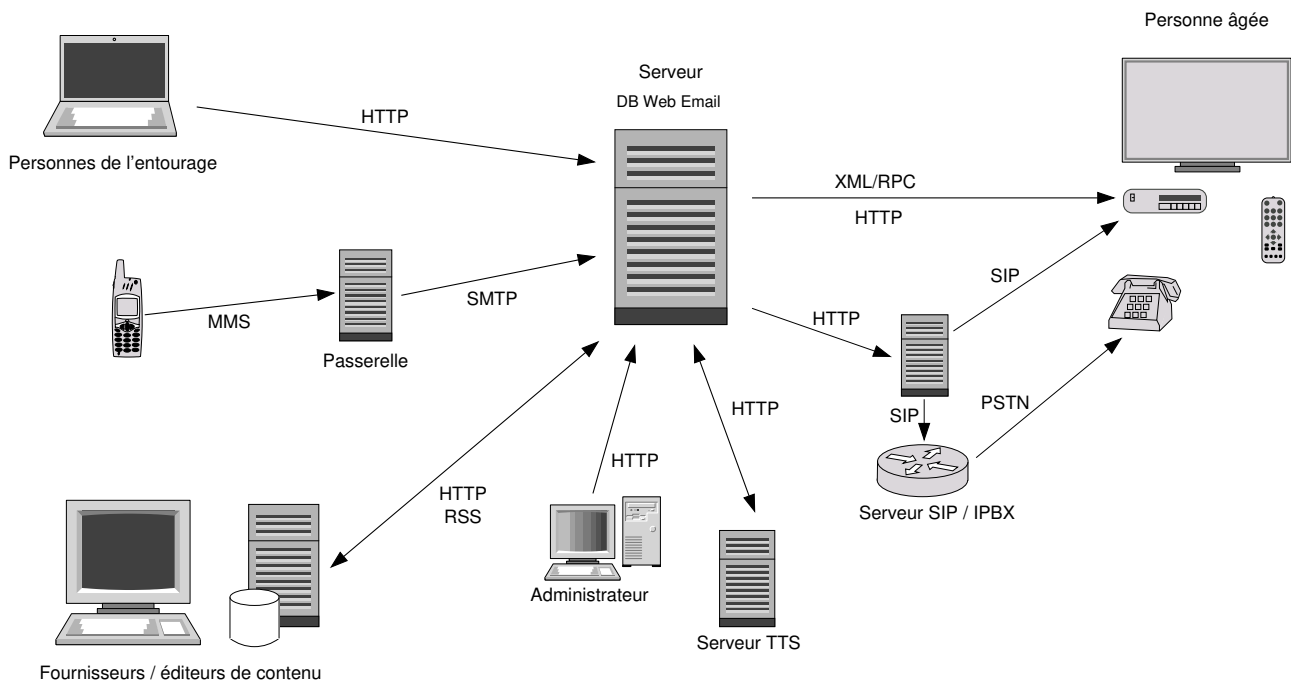 Personne âgée
Serveur
DB Web Email
HTTP
Personnes de l'entourage
XML/RPC
HTTP
SIP
MMS
SMTP
HTTP
Passerelle
SIP
PSTN
HTTP
HTTP
HTTP
RSS
Serveur SIP / IPBX
Administrateur
Serveur TTS
Fournisseurs / éditeurs de contenu